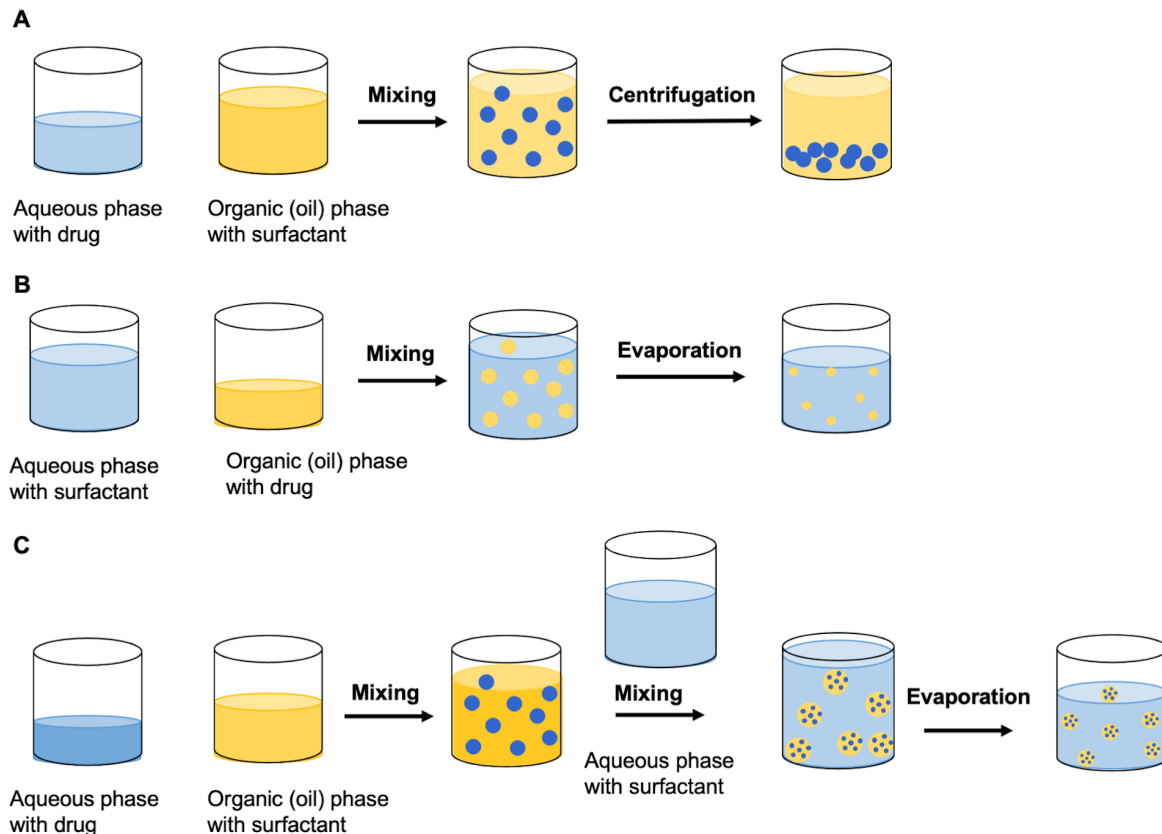 A
Mixing
Centrifugation
Aqueous phase
with drug
Organic (oil) phase
with surfactant
B
Mixing
Evaporation
Aqueous phase
with surfactant
Organic (oil) phase
with drug
C
Mixing
Mixing
Evaporation
Aqueous phase
with surfactant
Aqueous phase
with drug
Organic (oil) phase
with surfactant